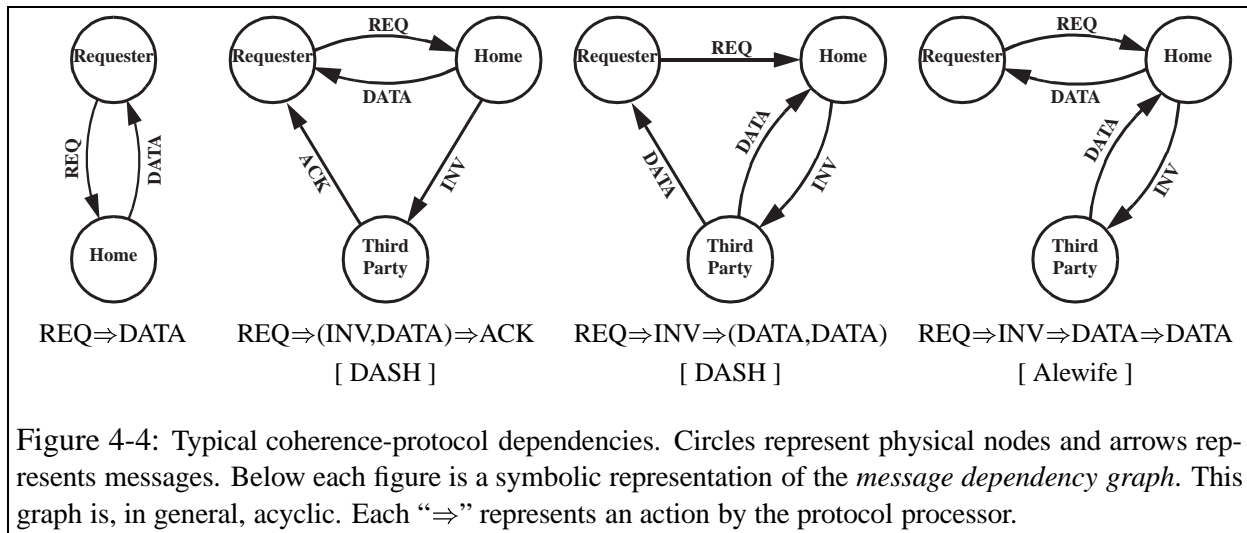 Requester
REQ
DATA
Home
REQ⇒DATA
Requester
REQ
Home
DATA
ACK
INV
Third
Party
REQ⇒(INV,DATA)⇒ACK
[ DASH ]
Requester
REQ
Home
DATA
DATA
INV
Third
Party
REQ⇒INV⇒(DATA,DATA)
[ DASH ]
Requester
REQ
Home
DATA
DATA
INV
Third
Party
REQ⇒INV⇒DATA⇒DATA
[ Alewife ]
Figure 4-4: Typical coherence-protocol dependencies. Circles represent physical nodes and arrows rep-
resents messages. Below each figure is a symbolic representation of the message dependency graph. This
graph is, in general, acyclic. Each “⇒” represents an action by the protocol processor.